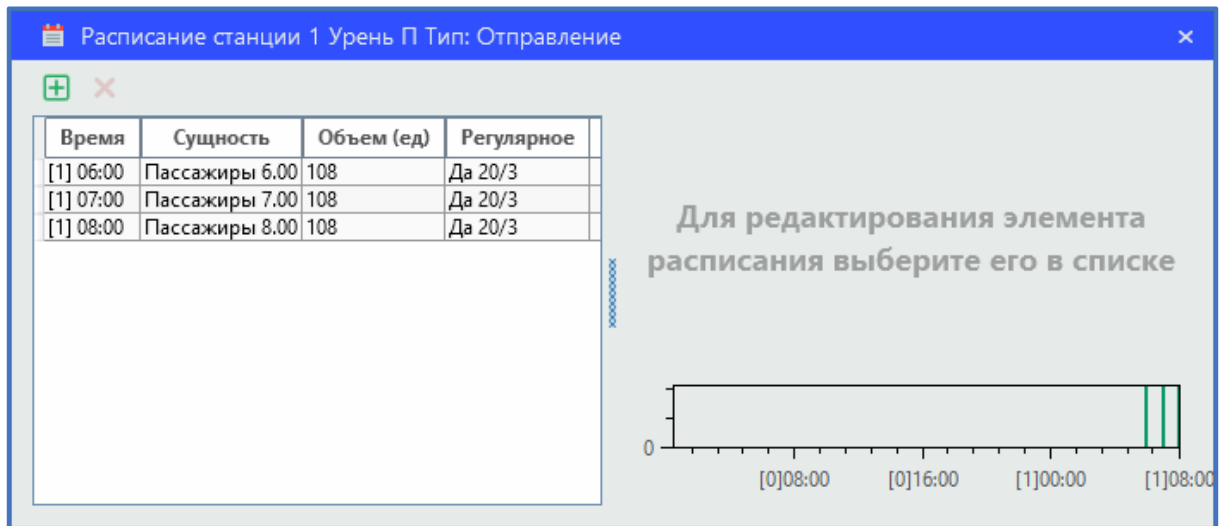 Расписание станции 1 Урень П Тип: Отправление
Время Сущность Объем (ед) Регулярное
[1] 06:00 Пассажиры 6.00 108 Да 20/3
[1] 07:00 Пассажиры 7.00 108 Да 20/3
[1] 08:00 Пассажиры 8.00 108 Да 20/3
Для редактирования элемента
расписания выберите его в списке
0
[0]08:00 [0]16:00 [1]00:00 [1]08:00